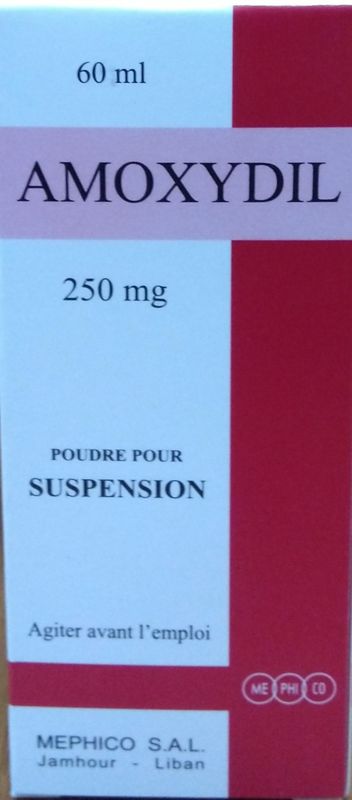 60 ml
AMOXYDIL
250 mg
POUDRE POUR
SUSPENSION
Agiter avant l'emploi
ME PHI CO
MEPHICO S.A.L.
Jamhour - Liban